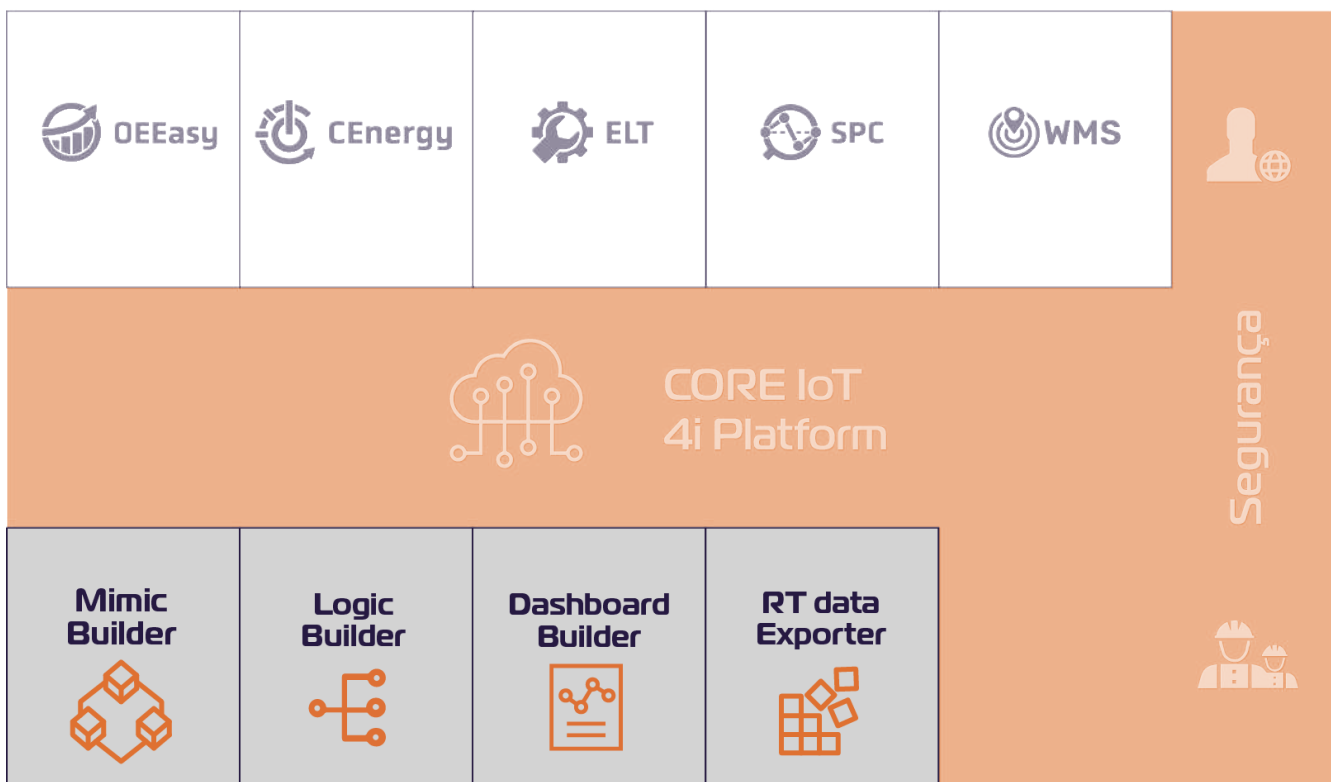 OEEasy
CEnergy
ELT
SPC
WMS
CORE IoT
4i Platform
Segurança
Mimic
Builder
Logic
Builder
Dashboard
Builder
RT data
Exporter